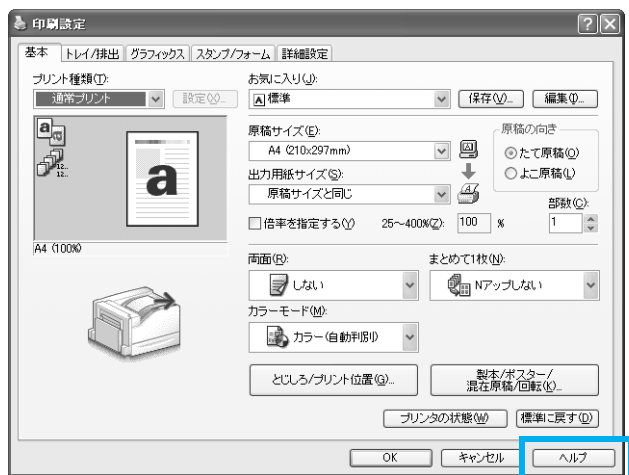 印刷設定
基本 トレイ/排出 グラフィックス スタンプ/フォーム 詳細設定
プリント種類(T):
通常プリント
設定(X)...
お気に入り(J):
A 標準
保存(V)...
編集(I)...
原稿サイズ(E):
A4 (210x297mm)
出力用紙サイズ(S):
原稿サイズと同じ
原稿の向き
たて原稿(O)
よこ原稿(L)
倍率を指定する(Y) 25~400%(Z): 100 %
部数(C):
1
a
A4 (100%)
両面(R):
しない
まとめて1枚(N):
Nアップしない
カラーモード(M):
カラー(自動判別)
とじしろ/プリント位置(G)...
製本/ポスター/
混在原稿/回転(K)...
プリンタの状態(W)
標準に戻す(D)
OK キャンセル ヘルプ